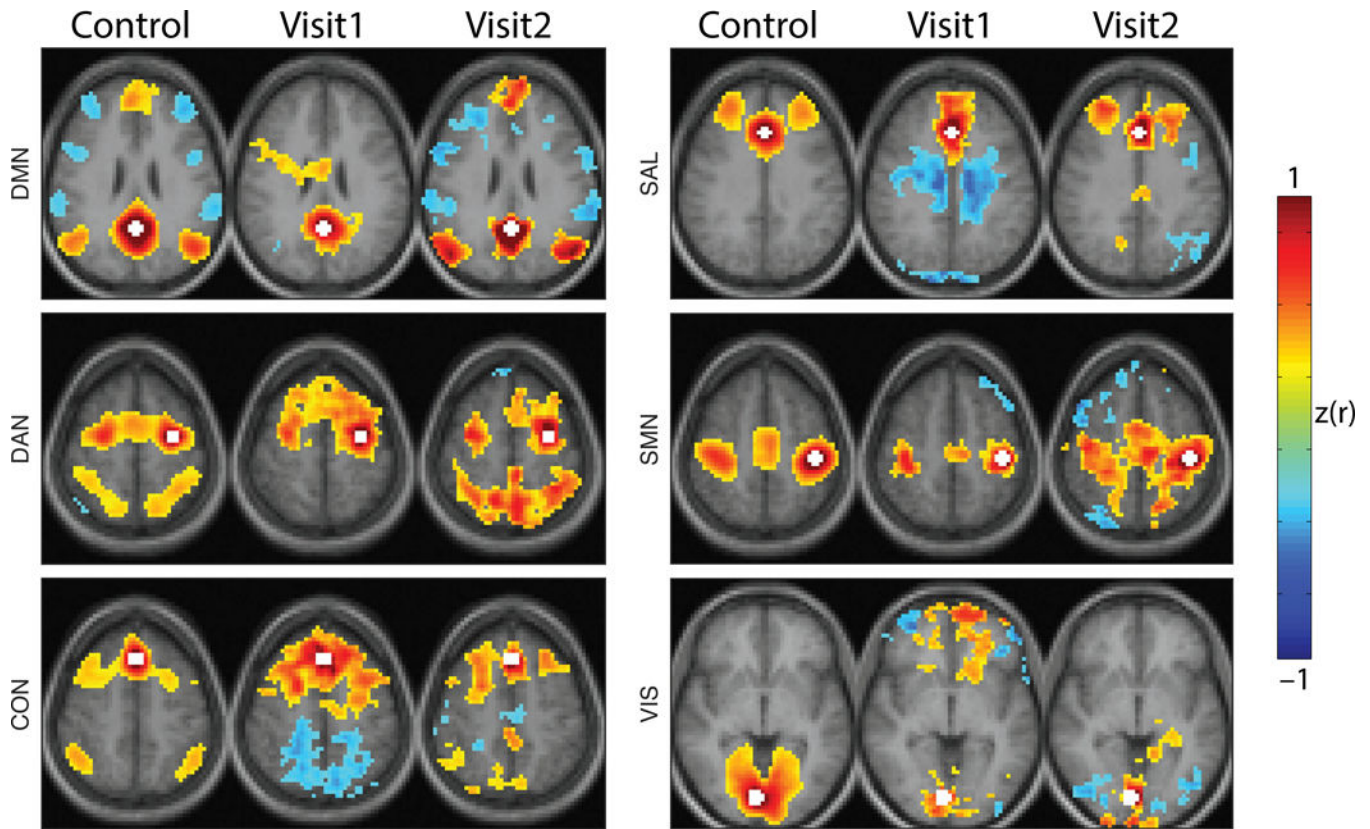 Control Visit1 Visit2 Control Visit1 Visit2
DMN
SAL
DAN
SMN
CON
VIS
1
z(r)
−1